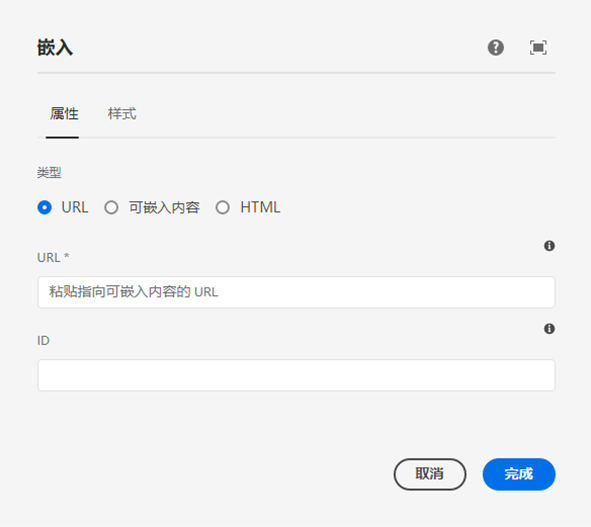 嵌入
属性 样式
类型
URL 可嵌入内容 HTML
URL *
粘贴指向可嵌入内容的 URL
ID
取消 完成